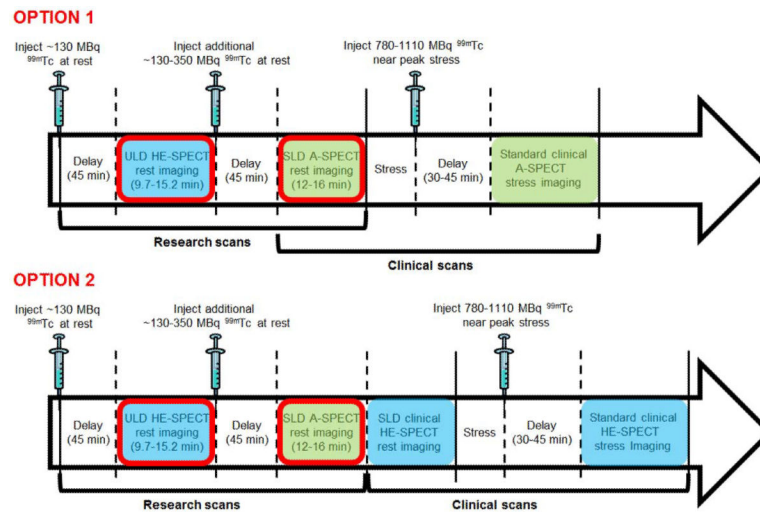 OPTION 1
Inject ~130 MBq
⁹⁹ᵐTc at rest
Inject additional
~130-350 MBq ⁹⁹ᵐTc at rest
Inject 780-1110 MBq ⁹⁹ᵐTc
near peak stress
Delay
(45 min)
ULD HE-SPECT
rest imaging
(9.7-15.2 min)
Delay
(45 min)
SLD A-SPECT
rest imaging
(12-16 min)
Stress
Delay
(30-45 min)
Standard clinical
A-SPECT
stress imaging
Research scans
Clinical scans
OPTION 2
Inject ~130 MBq
⁹⁹ᵐTc at rest
Inject additional
~130-350 MBq ⁹⁹ᵐTc at rest
Inject 780-1110 MBq ⁹⁹ᵐTc
near peak stress
Delay
(45 min)
ULD HE-SPECT
rest imaging
(9.7-15.2 min)
Delay
(45 min)
SLD A-SPECT
rest imaging
(12-16 min)
SLD clinical
HE-SPECT
rest imaging
Stress
Delay
(30-45 min)
Standard clinical
HE-SPECT
stress Imaging
Research scans
Clinical scans